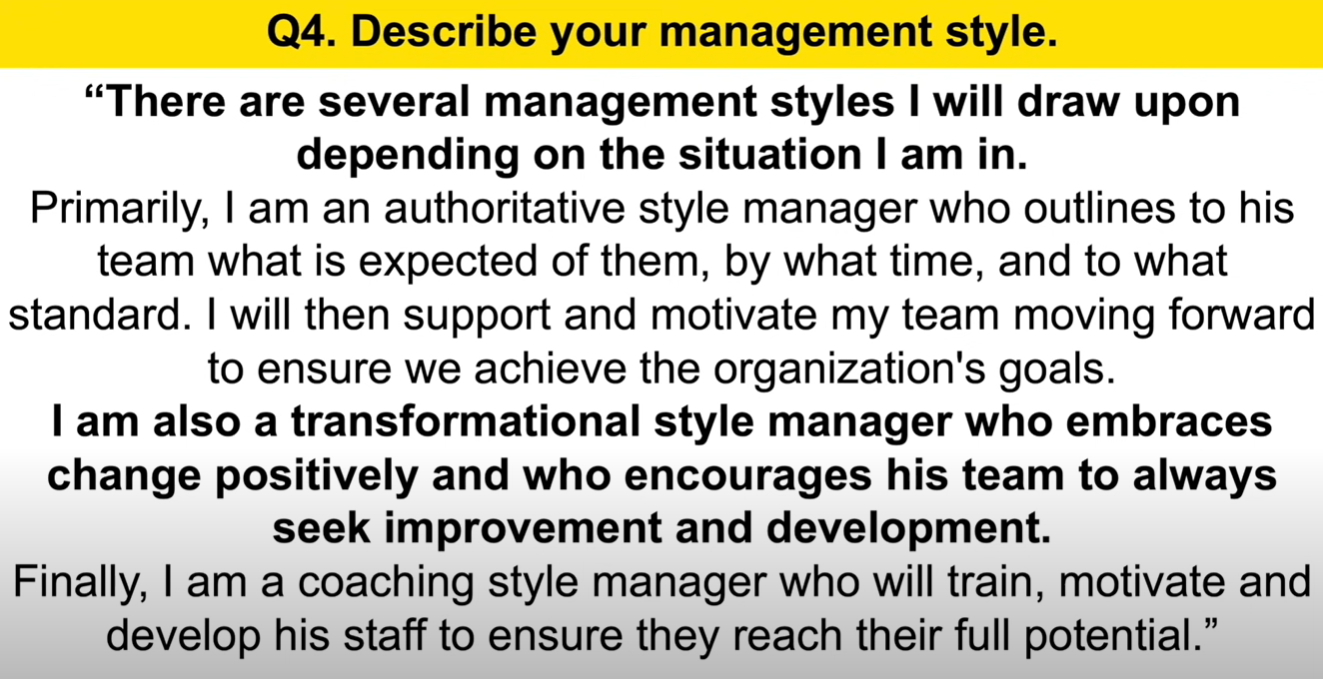 Q4. Describe your management style.
“There are several management styles I will draw upon
depending on the situation I am in.
Primarily, I am an authoritative style manager who outlines to his
team what is expected of them, by what time, and to what
standard. I will then support and motivate my team moving forward
to ensure we achieve the organization's goals.
I am also a transformational style manager who embraces
change positively and who encourages his team to always
seek improvement and development.
Finally, I am a coaching style manager who will train, motivate and
develop his staff to ensure they reach their full potential.”